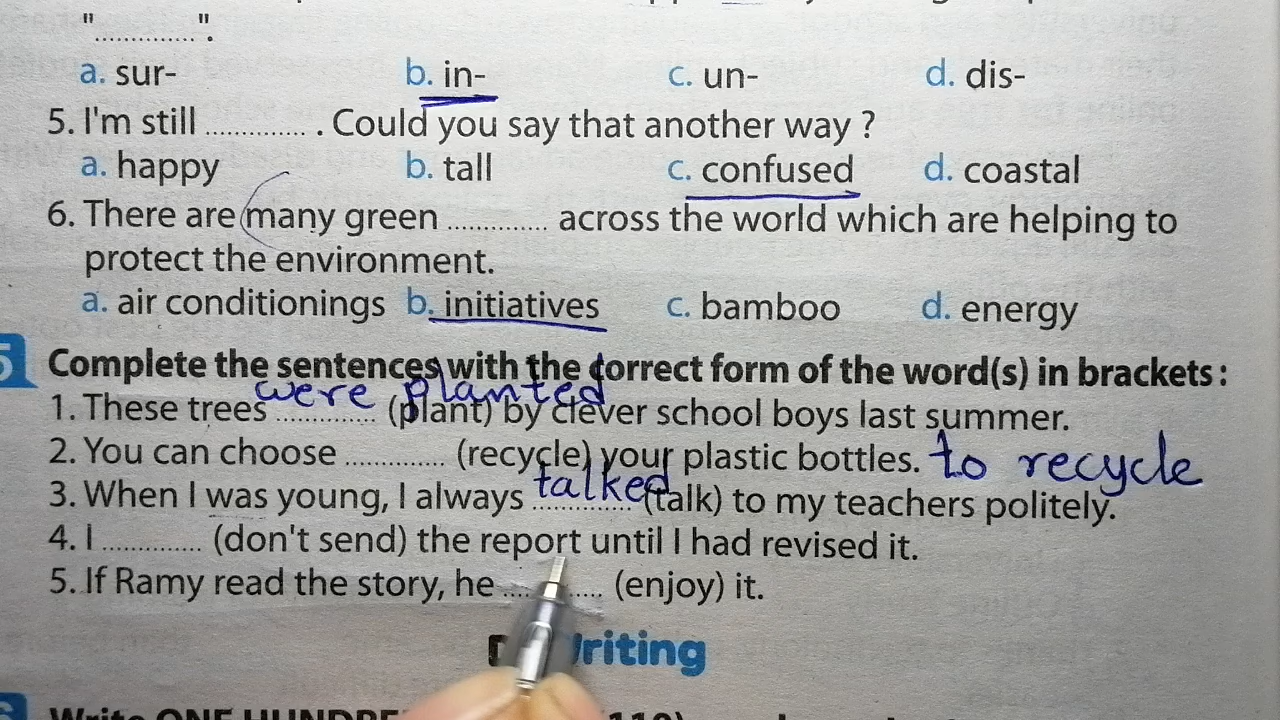 "..............".
a. sur- b. in- c. un- d. dis-
5. I'm still .............. . Could you say that another way ?
a. happy b. tall c. confused d. coastal
6. There are many green .............. across the world which are helping to
protect the environment.
a. air conditionings b. initiatives c. bamboo d. energy
5 Complete the sentences with the correct form of the word(s) in brackets :
were planted
1. These trees .............. (plant) by clever school boys last summer.
2. You can choose .............. (recycle) your plastic bottles. to recycle
talked
3. When I was young, I always .............. (talk) to my teachers politely.
4. I .............. (don't send) the report until I had revised it.
5. If Ramy read the story, he .............. (enjoy) it.
Writing
6 Write ONE